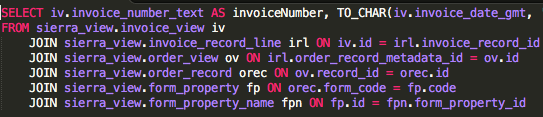 SELECT iv.invoice_number_text AS invoiceNumber, TO_CHAR(iv.invoice_date_gmt,
FROM sierra_view.invoice_view iv
JOIN sierra_view.invoice_record_line irl ON iv.id = irl.invoice_record_id
JOIN sierra_view.order_view ov ON irl.order_record_metadata_id = ov.id
JOIN sierra_view.order_record orec ON ov.record_id = orec.id
JOIN sierra_view.form_property fp ON orec.form_code = fp.code
JOIN sierra_view.form_property_name fpn ON fp.id = fpn.form_property_id